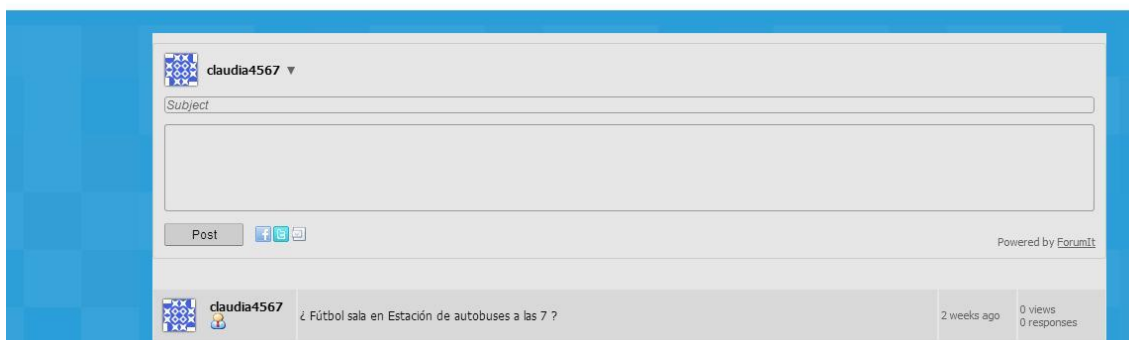 claudia4567 ▼
Subject
Post
Powered by ForumIt
claudia4567
¿ Fútbol sala en Estación de autobuses a las 7 ?
2 weeks ago
0 views
0 responses